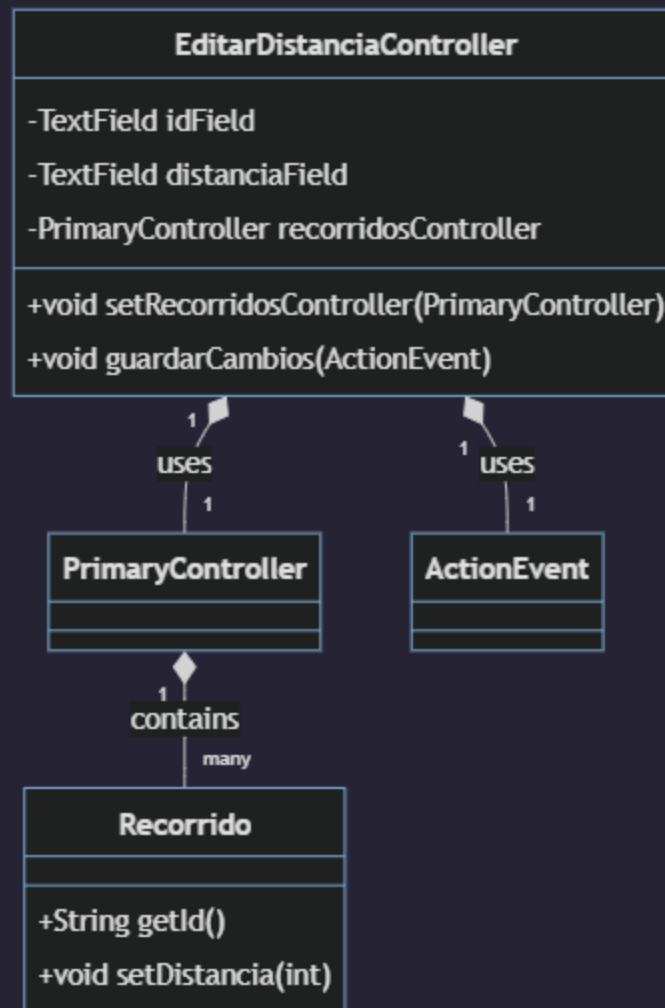 EditarDistanciaController
-TextField idField
-TextField distanciaField
-PrimaryController recorridosController
+void setRecorridosController(PrimaryController)
+void guardarCambios(ActionEvent)
1
1
uses
uses
1
1
PrimaryController
ActionEvent
1
contains
many
Recorrido
+String getId()
+void setDistancia(int)